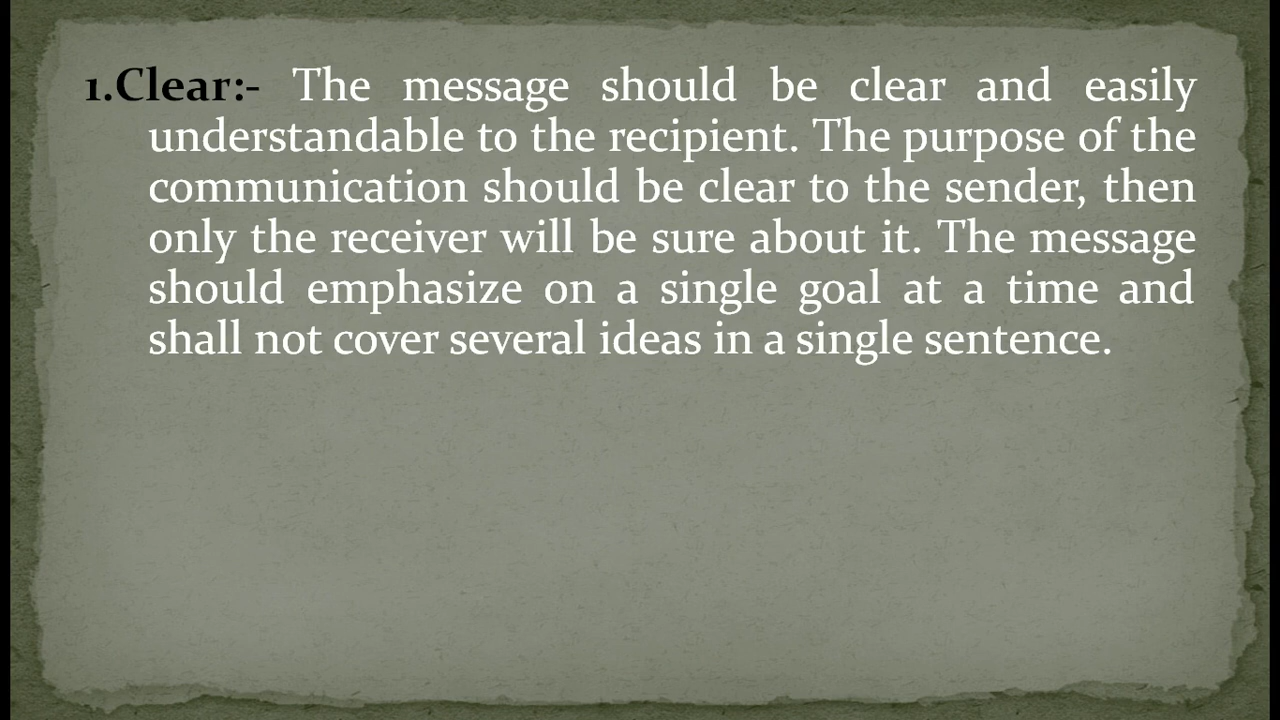 1.Clear:- The message should be clear and easily
understandable to the recipient. The purpose of the
communication should be clear to the sender, then
only the receiver will be sure about it. The message
should emphasize on a single goal at a time and
shall not cover several ideas in a single sentence.